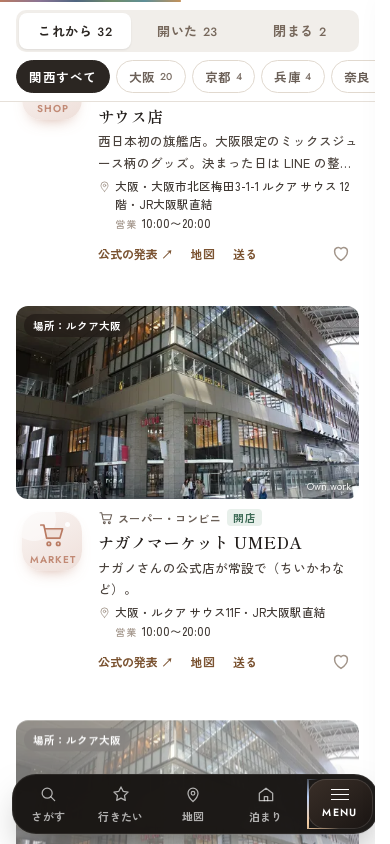 これから 32
開いた 23
閉まる 2
関西すべて
大阪 20
京都 4
兵庫 4
奈良
SHOP
サウス店
西日本初の旗艦店。大阪限定のミックスジュ
ース柄のグッズ。決まった日は LINE の整…
大阪・大阪市北区梅田3-1-1 ルクア サウス 12
階・JR大阪駅直結
営業 10:00〜20:00
公式の発表 ↗ 地図 送る
場所：ルクア大阪
Own work
MARKET
スーパー・コンビニ 開店
ナガノマーケット UMEDA
ナガノさんの公式店が常設で（ちいかわな
ど）。
大阪・ルクア サウス11F・JR大阪駅直結
営業 10:00〜20:00
公式の発表 ↗ 地図 送る
場所：ルクア大阪
さがす
行きたい
地図
泊まり
MENU